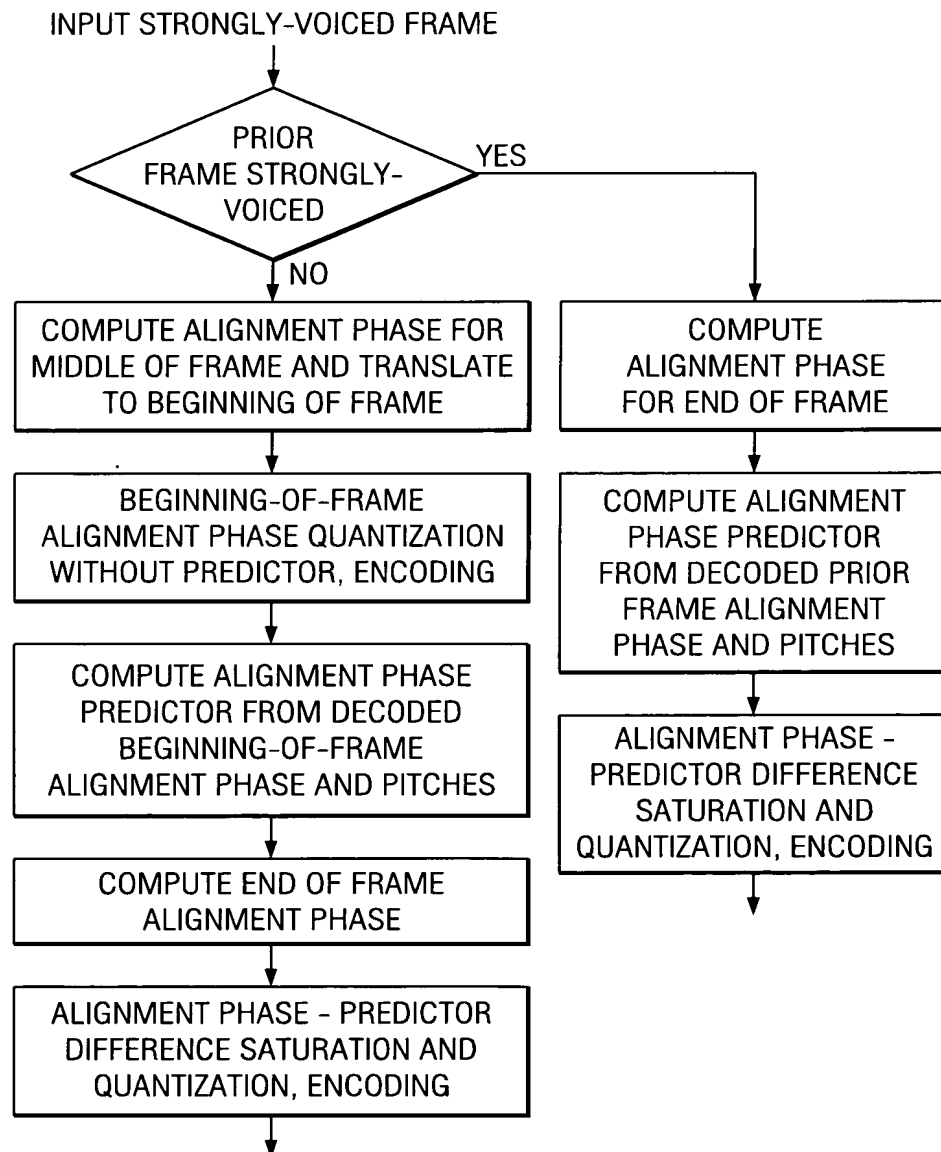 INPUT STRONGLY-VOICED FRAME
PRIOR
FRAME STRONGLY-
VOICED
YES
NO
COMPUTE ALIGNMENT PHASE FOR
MIDDLE OF FRAME AND TRANSLATE
TO BEGINNING OF FRAME
BEGINNING-OF-FRAME
ALIGNMENT PHASE QUANTIZATION
WITHOUT PREDICTOR, ENCODING
COMPUTE ALIGNMENT PHASE
PREDICTOR FROM DECODED
BEGINNING-OF-FRAME
ALIGNMENT PHASE AND PITCHES
COMPUTE END OF FRAME
ALIGNMENT PHASE
ALIGNMENT PHASE - PREDICTOR
DIFFERENCE SATURATION AND
QUANTIZATION, ENCODING
COMPUTE
ALIGNMENT PHASE
FOR END OF FRAME
COMPUTE ALIGNMENT
PHASE PREDICTOR
FROM DECODED PRIOR
FRAME ALIGNMENT
PHASE AND PITCHES
ALIGNMENT PHASE -
PREDICTOR DIFFERENCE
SATURATION AND
QUANTIZATION, ENCODING